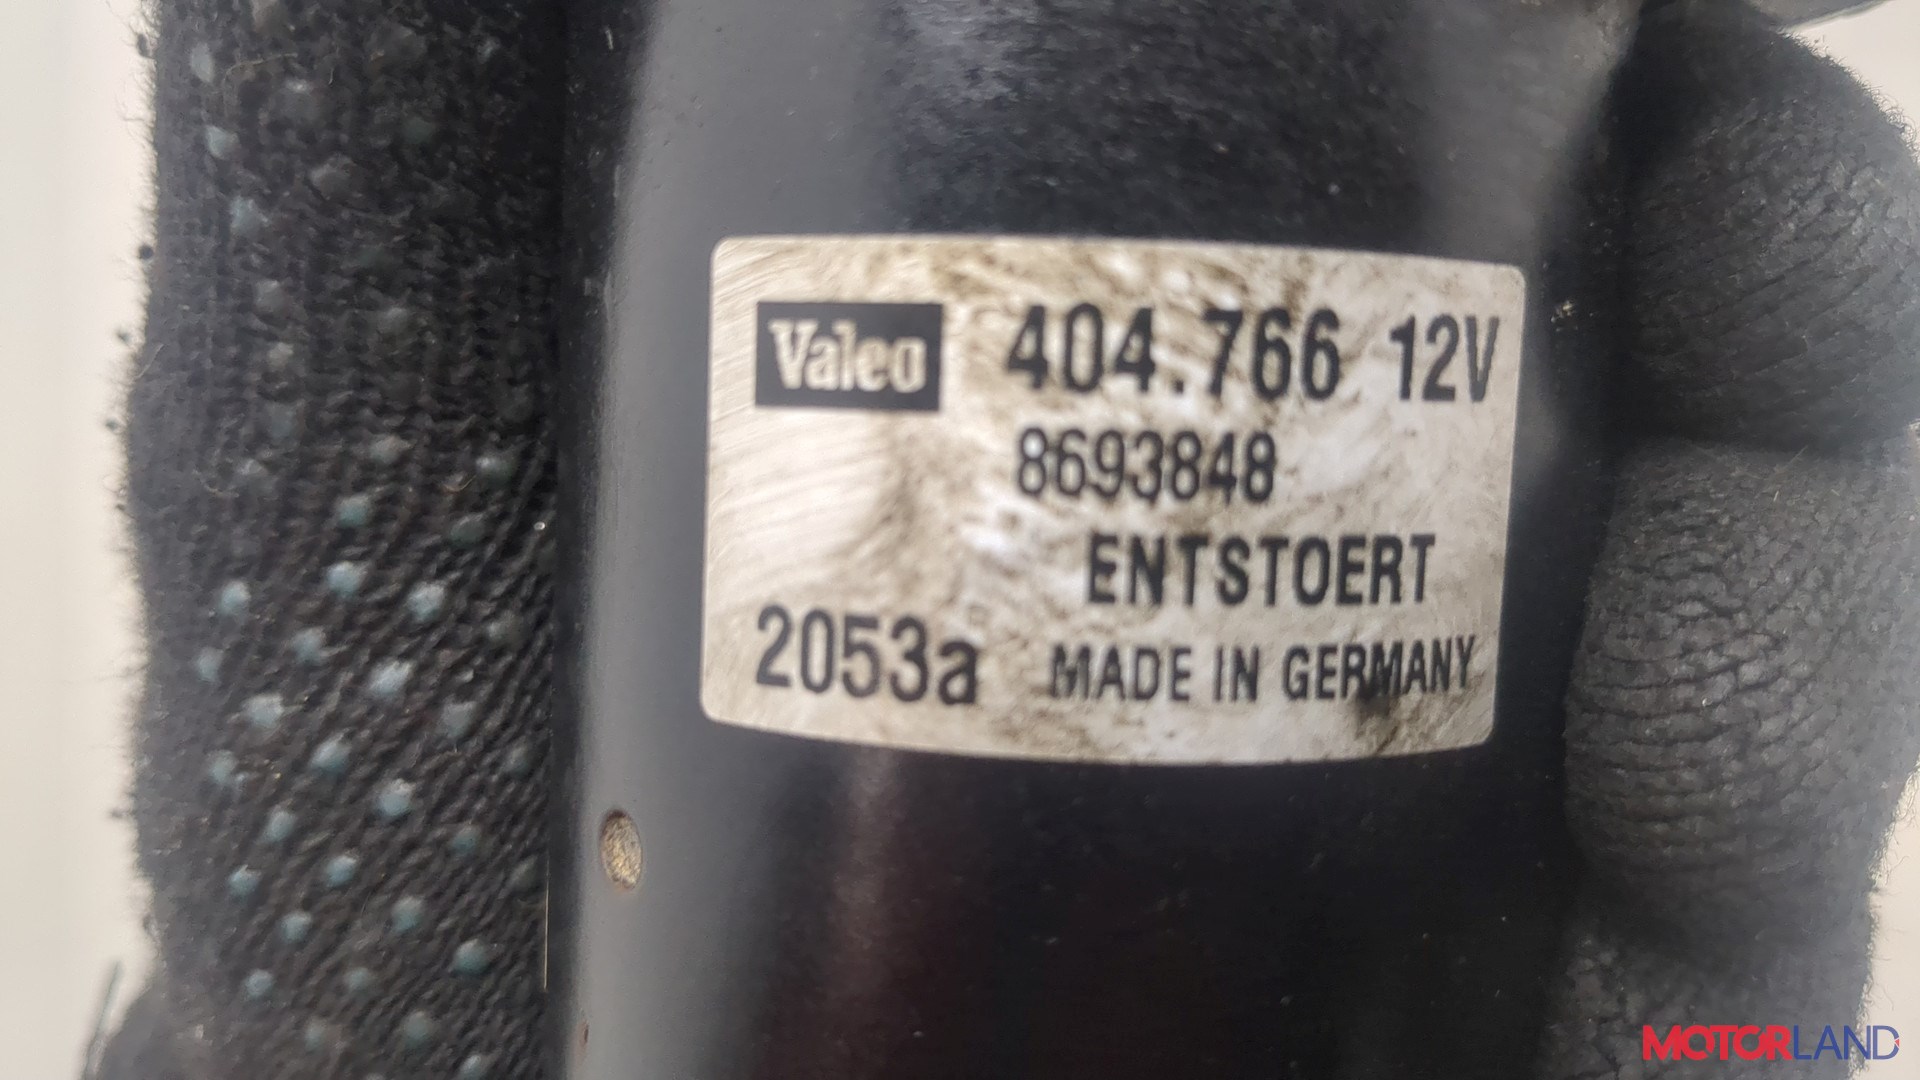 Valeo 404.766 12V
8693848
ENTSTOERT
2053a MADE IN GERMANY
MOTORLAND